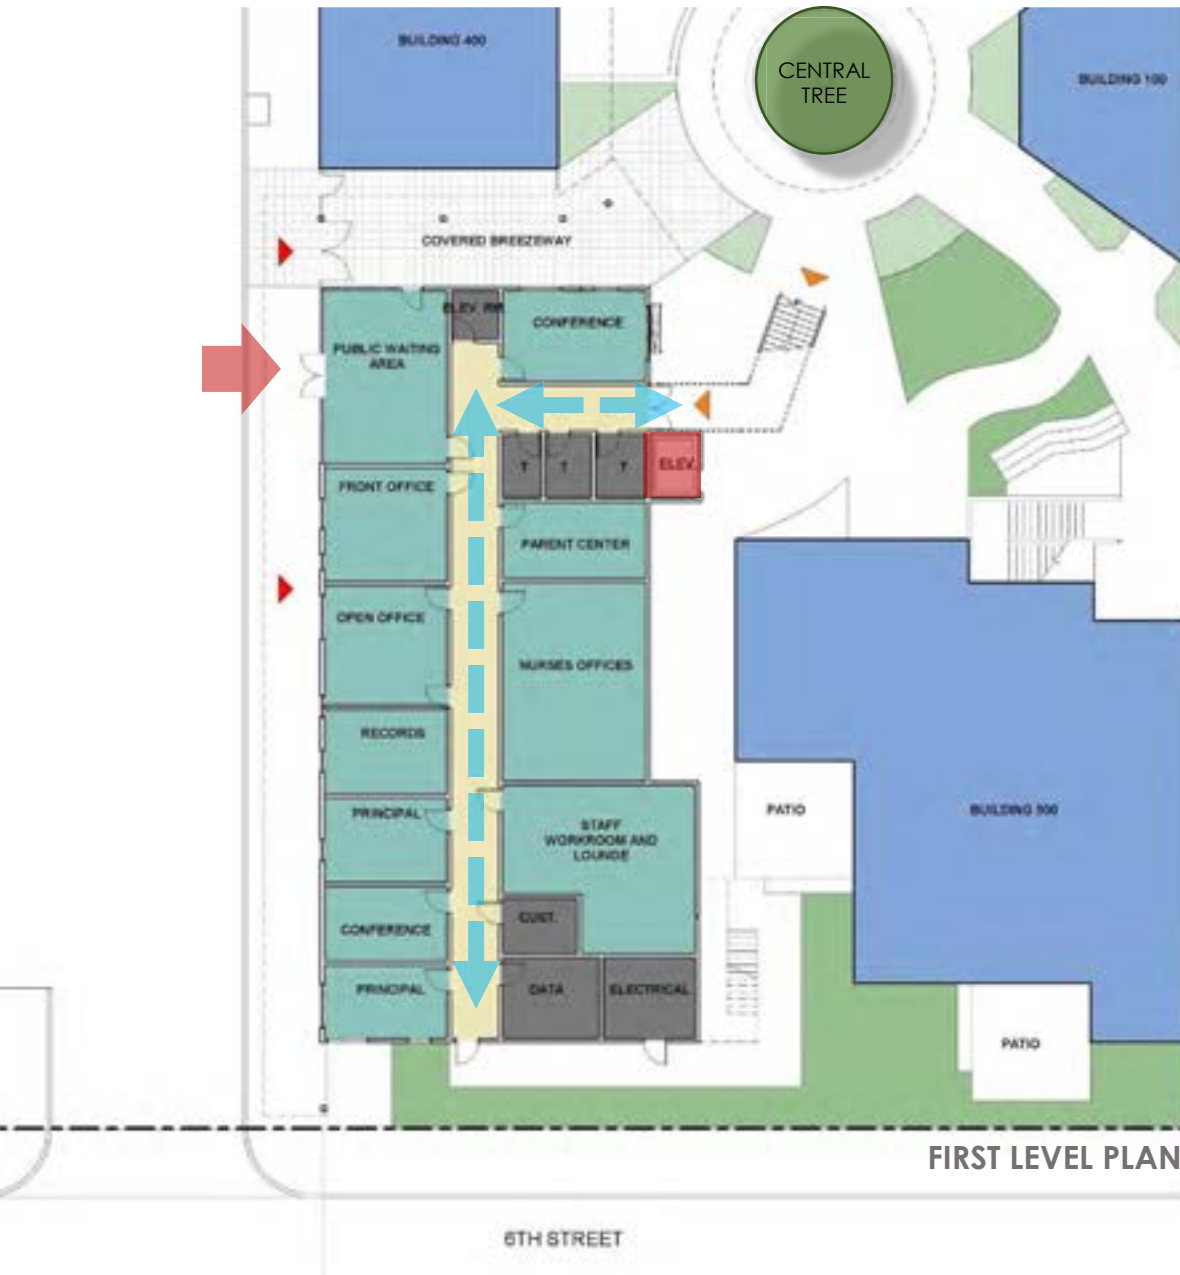 BUILDING 400
CENTRAL
TREE
BUILDING 100
COVERED BREEZEWAY
ELEV. RM
CONFERENCE
PUBLIC WAITING
AREA
T
T
T
ELEV.
FRONT OFFICE
PARENT CENTER
OPEN OFFICE
NURSES OFFICES
RECORDS
PRINCIPAL
STAFF
WORKROOM AND
LOUNGE
PATIO
BUILDING 500
CUST.
CONFERENCE
PRINCIPAL
DATA
ELECTRICAL
PATIO
FIRST LEVEL PLAN
6TH STREET